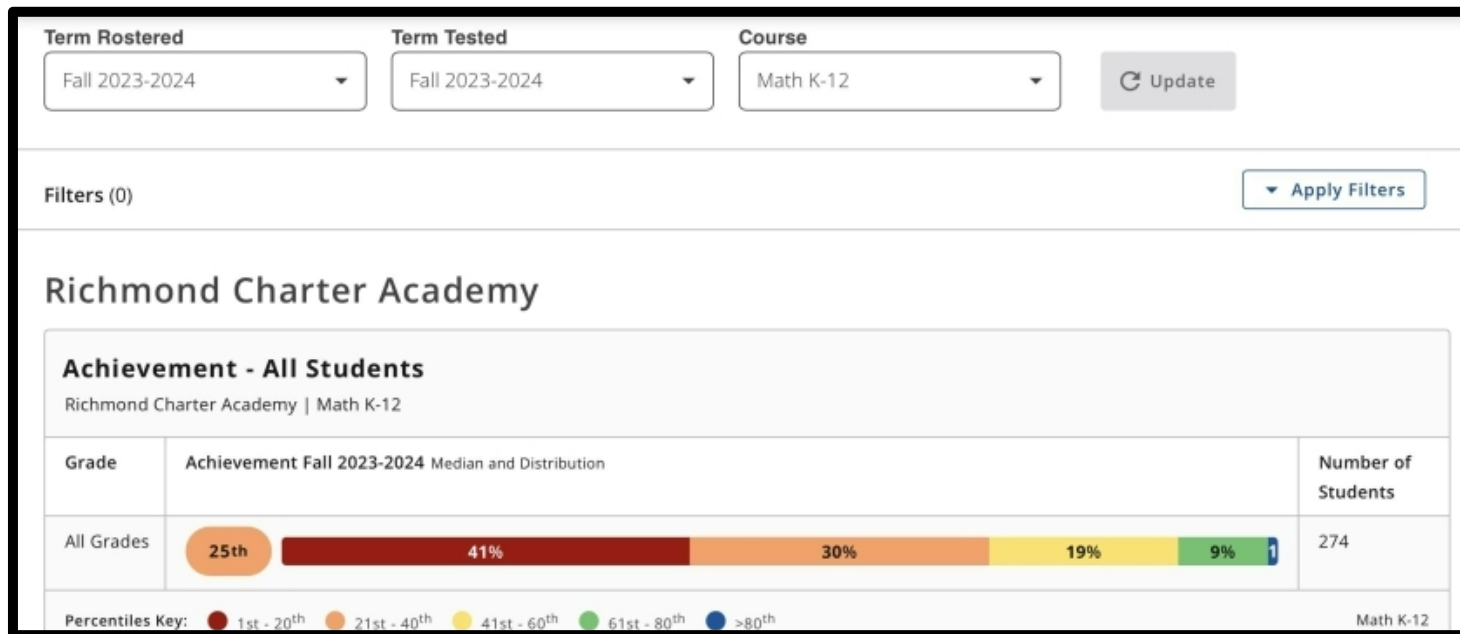 Term Rostered Term Tested Course
Fall 2023-2024 Fall 2023-2024 Math K-12 Update
Filters (0) Apply Filters
Richmond Charter Academy
Achievement - All Students
Richmond Charter Academy | Math K-12
Grade Achievement Fall 2023-2024 Median and Distribution Number of
Students
All Grades 25th 41% 30% 19% 9% 1 274
Percentiles Key: 1st - 20th 21st - 40th 41st - 60th 61st - 80th >80th Math K-12